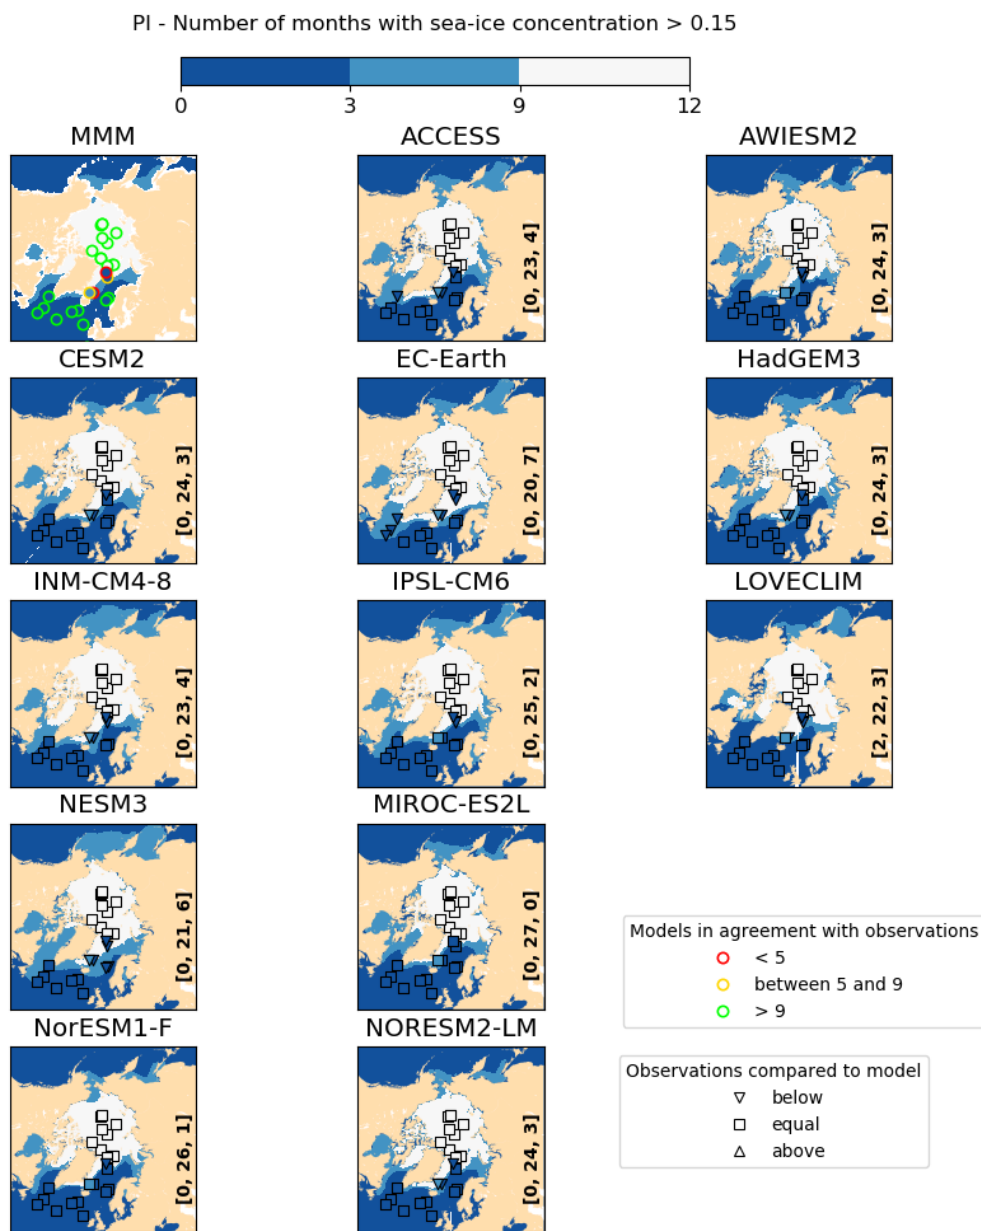 PI - Number of months with sea-ice concentration > 0.15
0 3 9 12
MMM ACCESS AWIESM2
[0, 23, 4] [0, 24, 3]
CESM2 EC-Earth HadGEM3
[0, 24, 3] [0, 20, 7] [0, 24, 3]
INM-CM4-8 IPSL-CM6 LOVECLIM
[0, 23, 4] [0, 25, 2] [2, 22, 3]
NESM3 MIROC-ES2L
[0, 21, 6] [0, 27, 0]
Models in agreement with observations
< 5
between 5 and 9
> 9
NorESM1-F NORESM2-LM
[0, 26, 1] [0, 24, 3]
Observations compared to model
below
equal
above